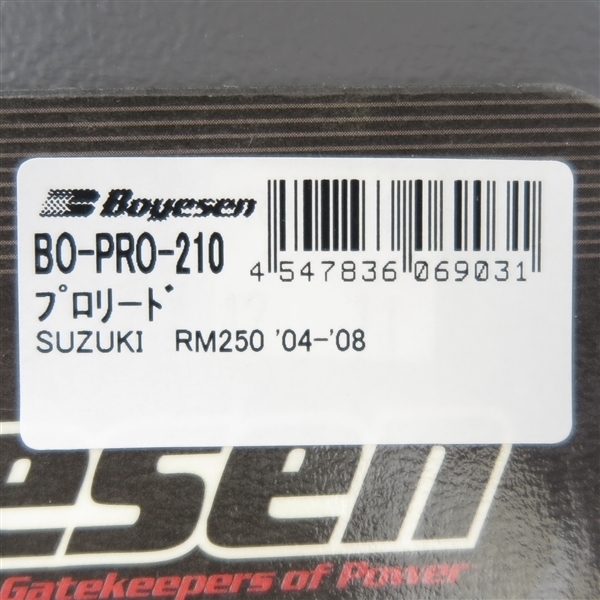 Boyesen
BO-PRO-210
4 547836 069031
プロリード
SUZUKI RM250 '04-'08
esen
Gatekeepers of Power